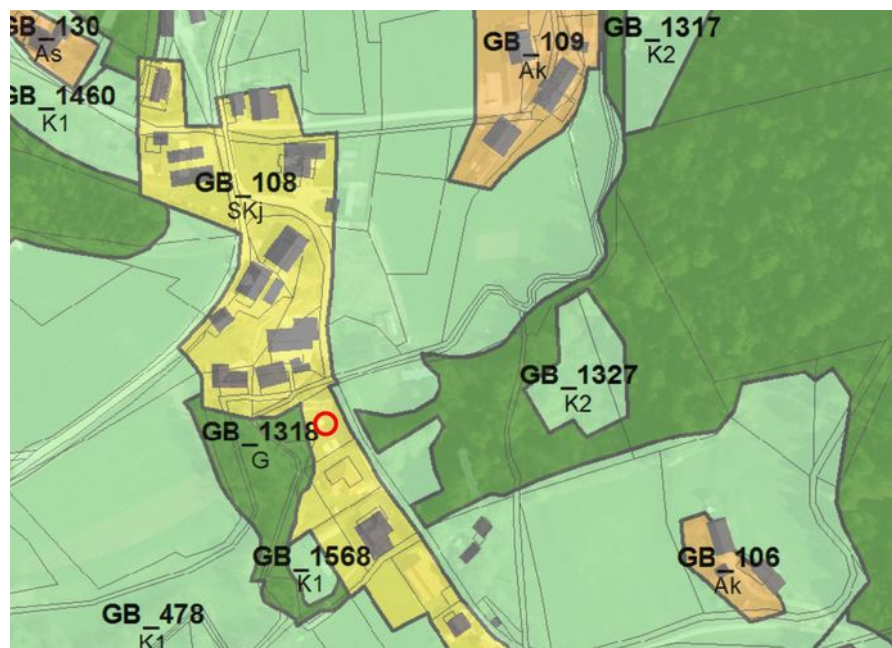 GB_130
As
GB_109
Ak
GB_1317
K2
GB_1460
K1
GB_108
SKj
GB_1327
K2
GB_1318
G
GB_1568
K1
GB_106
Ak
GB_478
K1